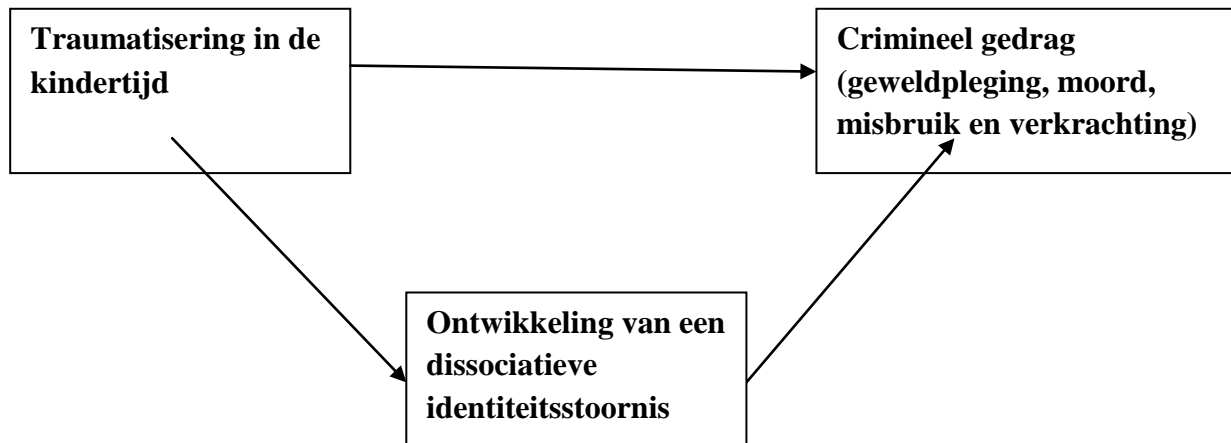 Traumatisering in de
kindertijd
Crimineel gedrag
(geweldpleging, moord,
misbruik en verkrachting)
Ontwikkeling van een
dissociatieve
identiteitsstoornis